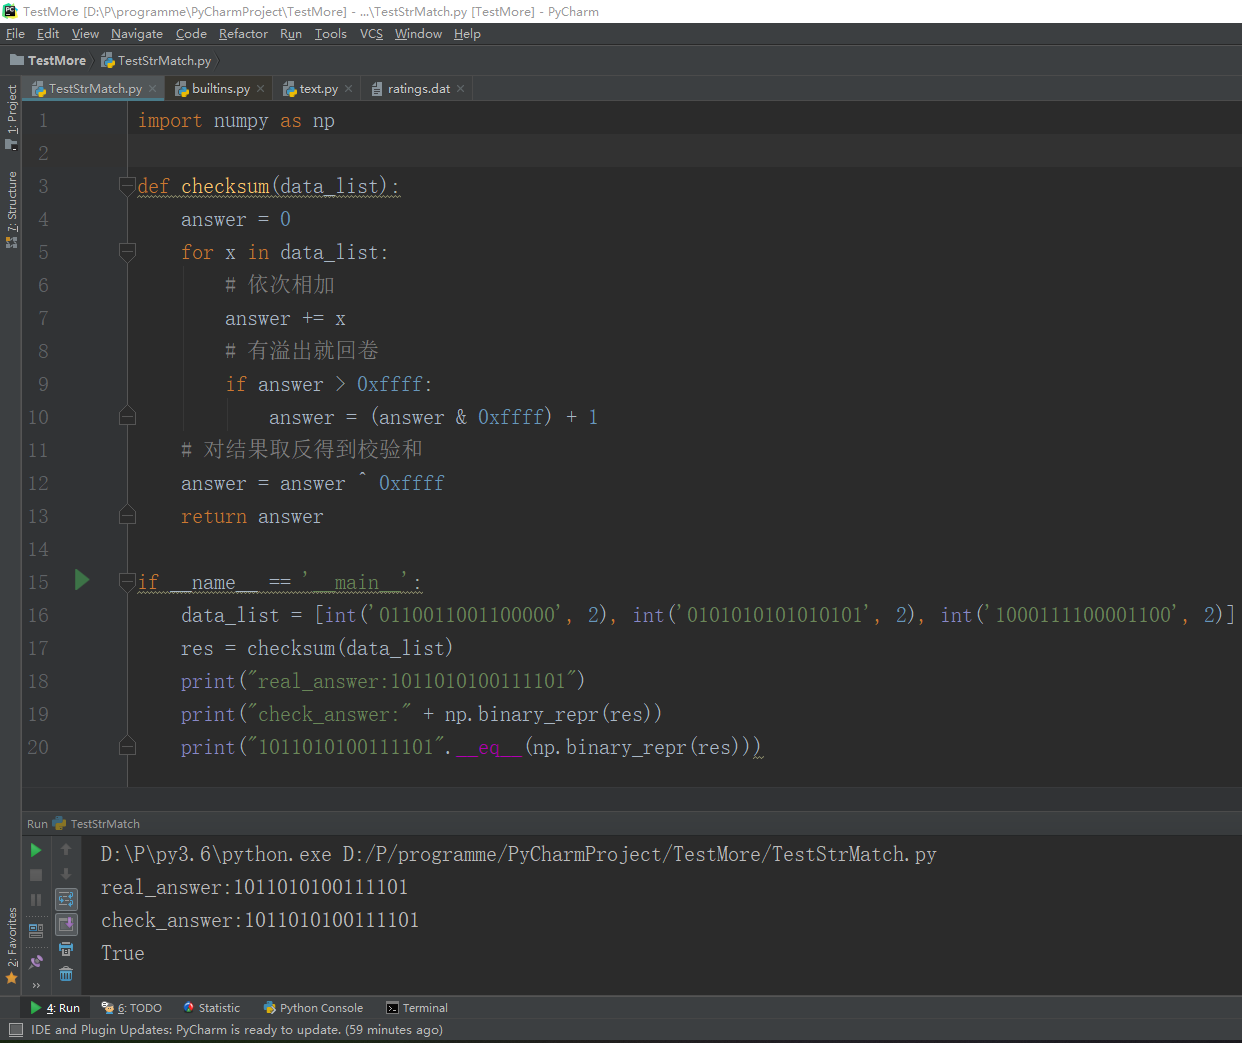 TestMore [D:\P\programme\PyCharmProject\TestMore] - ...\TestStrMatch.py [TestMore] - PyCharm
File Edit View Navigate Code Refactor Run Tools VCS Window Help
TestMore TestStrMatch.py
TestStrMatch.py builtins.py text.py ratings.dat
1: Project
7: Structure
2: Favorites
1 import numpy as np
2
3 def checksum(data_list):
4 answer = 0
5 for x in data_list:
6 # 依次相加
7 answer += x
8 # 有溢出就回卷
9 if answer > 0xffff:
10 answer = (answer & 0xffff) + 1
11 # 对结果取反得到校验和
12 answer = answer ^ 0xffff
13 return answer
14
15 if __name__ == '__main__':
16 data_list = [int('0110011001100000', 2), int('0101010101010101', 2), int('1000111100001100', 2)]
17 res = checksum(data_list)
18 print("real_answer:1011010100111101")
19 print("check_answer:" + np.binary_repr(res))
20 print("1011010100111101".__eq__(np.binary_repr(res)))
Run TestStrMatch
D:\P\py3.6\python.exe D:/P/programme/PyCharmProject/TestMore/TestStrMatch.py
real_answer:1011010100111101
check_answer:1011010100111101
True
4: Run 6: TODO Statistic Python Console Terminal
IDE and Plugin Updates: PyCharm is ready to update. (59 minutes ago)